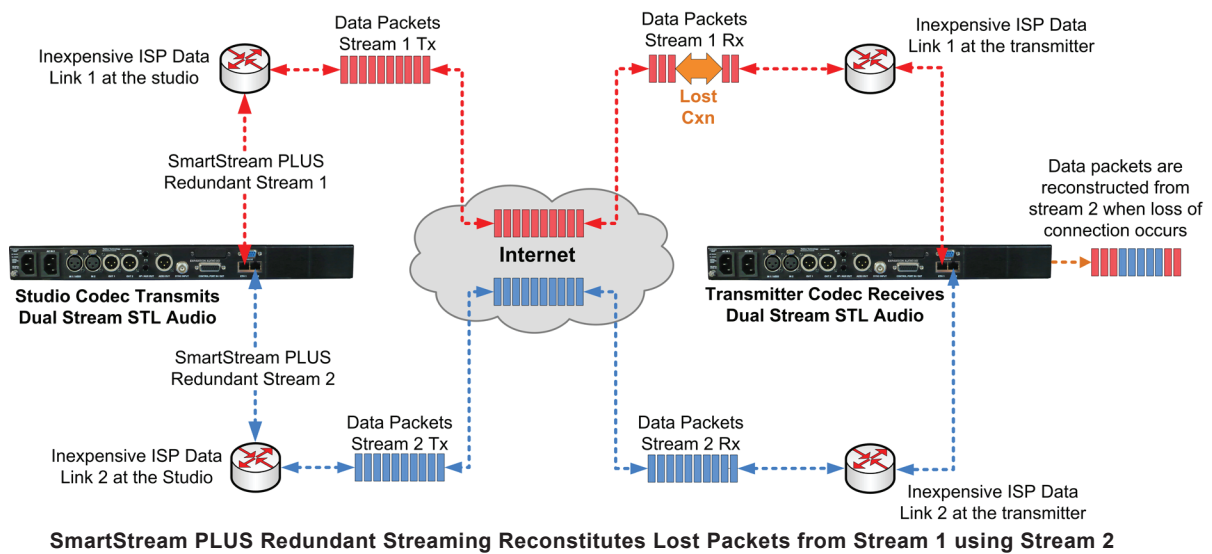 Data Packets
Stream 1 Tx
Data Packets
Stream 1 Rx
Inexpensive ISP Data
Link 1 at the transmitter
Inexpensive ISP Data
Link 1 at the studio
Lost
Cxn
SmartStream PLUS
Redundant Stream 1
Data packets are
reconstructed from
stream 2 when loss of
connection occurs
Internet
Studio Codec Transmits
Dual Stream STL Audio
Transmitter Codec Receives
Dual Stream STL Audio
SmartStream PLUS
Redundant Stream 2
Data Packets
Stream 2 Tx
Data Packets
Stream 2 Rx
Inexpensive ISP Data
Link 2 at the Studio
Inexpensive ISP Data
Link 2 at the transmitter
SmartStream PLUS Redundant Streaming Reconstitutes Lost Packets from Stream 1 using Stream 2